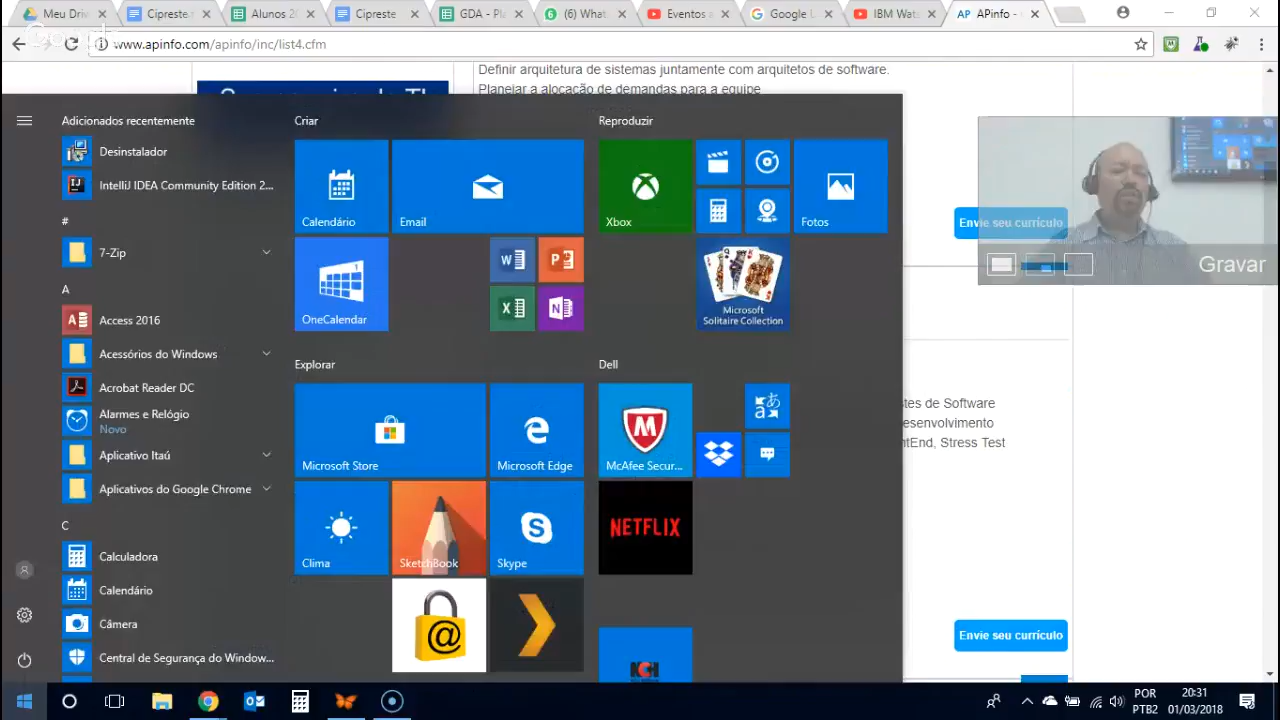 Meu Driv
Cipreste
Alunos 20
Cipreste
GDA - Pla
(6) What
Eventos
Google
IBM Wat
APinfo -
www.apinfo.com/apinfo/inc/list4.cfm
Definir arquitetura de sistemas juntamente com arquitetos de software.
Planejar a alocação de demandas para a equipe
Adicionados recentemente
Desinstalador
IntelliJ IDEA Community Edition 2...
#
7-Zip
A
Access 2016
Acessórios do Windows
Acrobat Reader DC
Alarmes e Relógio
Novo
Aplicativo Itaú
Aplicativos do Google Chrome
C
Calculadora
Calendário
Câmera
Central de Segurança do Window...
Criar
Calendário
Email
OneCalendar
Explorar
Microsoft Store
Microsoft Edge
Clima
SketchBook
Skype
Reproduzir
Xbox
Fotos
Microsoft
Solitaire Collection
Dell
McAfee Secur...
NETFLIX
Envie seu currículo
Gravar
stes de Software
esenvolvimento
ntEnd, Stress Test
Envie seu currículo
POR
PTB2
20:31
01/03/2018